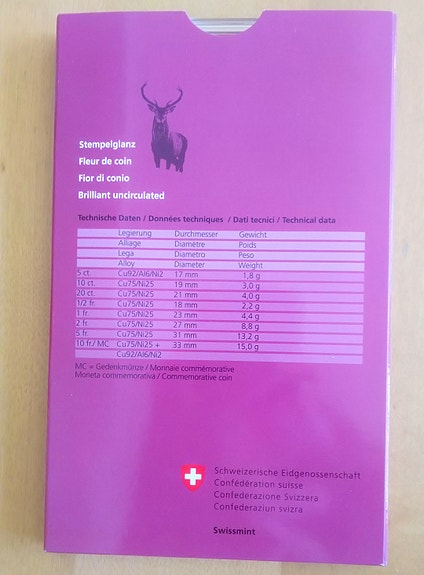 Stempelglanz
Fleur de coin
Fior di conio
Brilliant uncirculated
Technische Daten / Données techniques / Dati tecnici / Technical data
Legierung Durchmesser Gewicht
Alliage Diamètre Poids
Lega Diametro Peso
Alloy Diameter Weight
5 ct. Cu92/Al6/Ni2 17 mm 1,8 g
10 ct. Cu75/Ni25 19 mm 3,0 g
20 ct. Cu75/Ni25 21 mm 4,0 g
1/2 fr. Cu75/Ni25 18 mm 2,2 g
1 fr. Cu75/Ni25 23 mm 4,4 g
2 fr. Cu75/Ni25 27 mm 8,8 g
5 fr. Cu75/Ni25 31 mm 13,2 g
10 fr./ MC Cu75/Ni25 + 33 mm 15,0 g
Cu92/Al6/Ni2
MC = Gedenkmünze / Monnaie commémorative
Moneta commemorativa / Commemorative coin
Schweizerische Eidgenossenschaft
Confédération suisse
Confederazione Svizzera
Confederaziun svizra
Swissmint